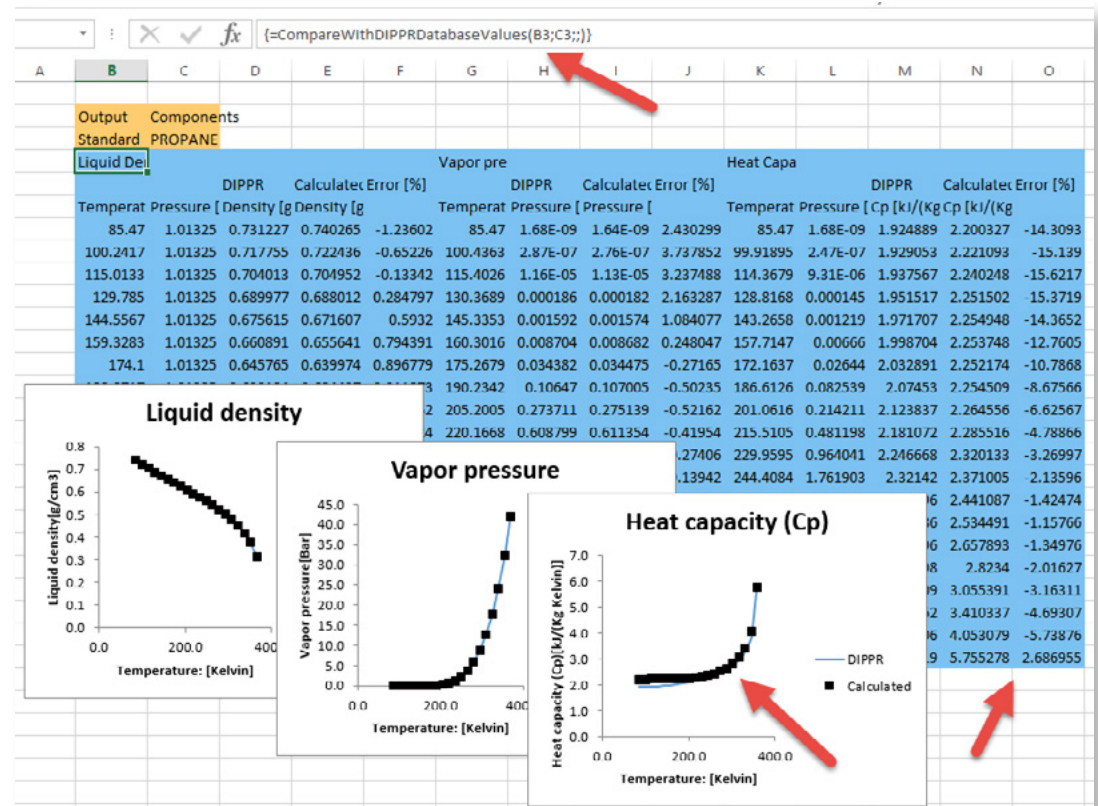 fx {=CompareWIthDIPPRDatabaseValues(B3;C3;;)}
A B C D E F G H I J K L M N O
Output Components
Standard PROPANE
Liquid De Vapor pre Heat Capa
DIPPR Calculatec Error [%] DIPPR Calculatec Error [%] DIPPR Calculatec Error [%]
Temperat Pressure [ Density [g Density [g Temperat Pressure [ Pressure [ Temperat Pressure [ Cp [kJ/(Kg Cp [kJ/(Kg
85.47 1.01325 0.731227 0.740265 -1.23602 85.47 1.68E-09 1.64E-09 2.430299 85.47 1.68E-09 1.924889 2.200327 -14.3093
100.2417 1.01325 0.717755 0.722436 -0.65226 100.4363 2.87E-07 2.76E-07 3.737852 99.91895 2.47E-07 1.929053 2.221093 -15.139
115.0133 1.01325 0.704013 0.704952 -0.13342 115.4026 1.16E-05 1.13E-05 3.237488 114.3679 9.31E-06 1.937567 2.240248 -15.6217
129.785 1.01325 0.689977 0.688012 0.284797 130.3689 0.000186 0.000182 2.163287 128.8168 0.000145 1.951517 2.251502 -15.3719
144.5567 1.01325 0.675615 0.671607 0.5932 145.3353 0.001592 0.001574 1.084077 143.2658 0.001219 1.971707 2.254948 -14.3652
159.3283 1.01325 0.660891 0.655641 0.794391 160.3016 0.008704 0.008682 0.248047 157.7147 0.00666 1.998704 2.253748 -12.7605
174.1 1.01325 0.645765 0.639974 0.896779 175.2679 0.034382 0.034475 -0.27165 172.1637 0.02644 2.032891 2.252174 -10.7868
190.2342 0.10647 0.107005 -0.50235 186.6126 0.082539 2.07453 2.254509 -8.67566
2 205.2005 0.273711 0.275139 -0.52162 201.0616 0.214211 2.123837 2.264556 -6.62567
4 220.1668 0.608799 0.611354 -0.41954 215.5105 0.481198 2.181072 2.285516 -4.78866
.27406 229.9595 0.964041 2.246668 2.320133 -3.26997
.13942 244.4084 1.761903 2.32142 2.371005 -2.13596
6 2.441087 -1.42474
6 2.534491 -1.15766
6 2.657893 -1.34976
8 2.8234 -2.01627
9 3.055391 -3.16311
2 3.410337 -4.69307
6 4.053079 -5.73876
9 5.755278 2.686955
Liquid density
Liquid density[g/cm3]
0.8
0.7
0.6
0.5
0.4
0.3
0.2
0.1
0.0
0.0 200.0 400
Temperature: [Kelvin]
Vapor pressure
Vapor pressure[Bar]
45.0
40.0
35.0
30.0
25.0
20.0
15.0
10.0
5.0
0.0
0.0 200.0 400
Temperature: [Kelvin]
Heat capacity (Cp)
Heat capacity (Cp)[kJ/(Kg Kelvin)]
7.0
6.0
5.0
4.0
3.0
2.0
1.0
0.0
0.0 200.0 400.0
Temperature: [Kelvin]
DIPPR
Calculated